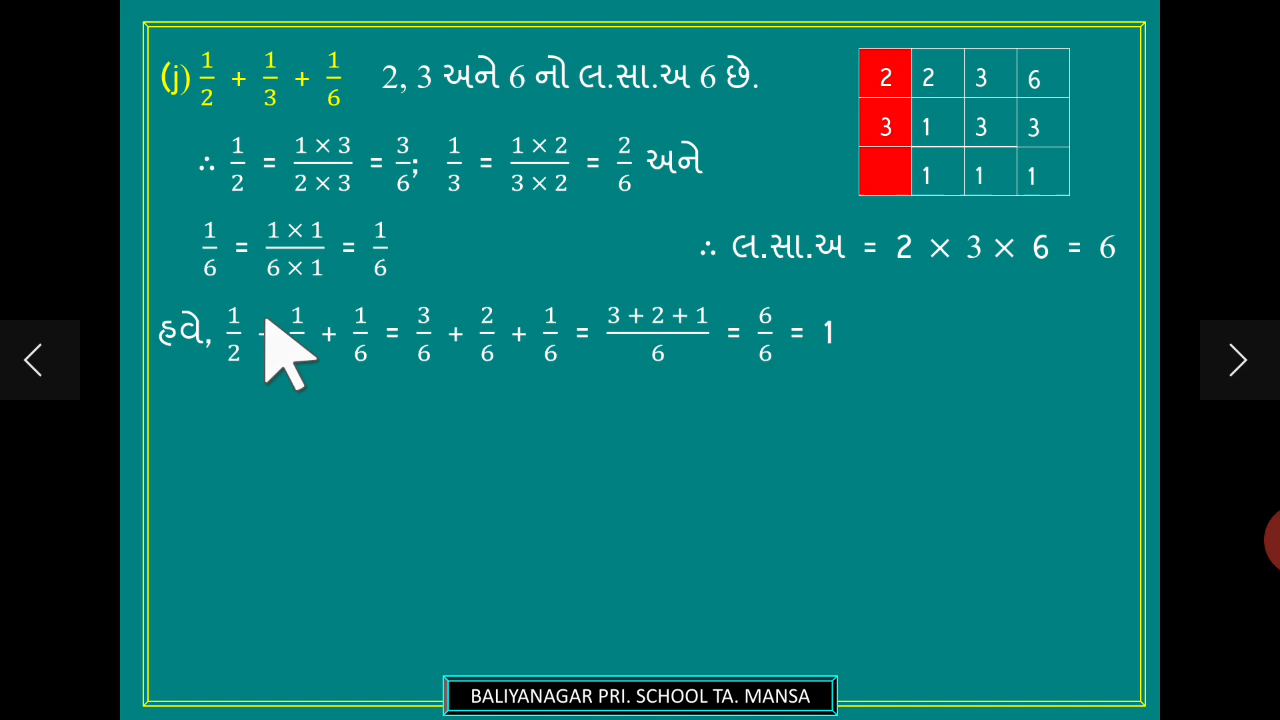 (j) 1/2 + 1/3 + 1/6 2, 3 અને 6 નો લ.સા.અ 6 છે.
2 2 3 6
3 1 3 3
1 1 1
∴ 1/2 = (1 × 3)/(2 × 3) = 3/6; 1/3 = (1 × 2)/(3 × 2) = 2/6 અને
1/6 = (1 × 1)/(6 × 1) = 1/6
∴ લ.સા.અ = 2 × 3 × 6 = 6
હવે, 1/2 + 1/3 + 1/6 = 3/6 + 2/6 + 1/6 = (3 + 2 + 1)/6 = 6/6 = 1
BALIYANAGAR PRI. SCHOOL TA. MANSA